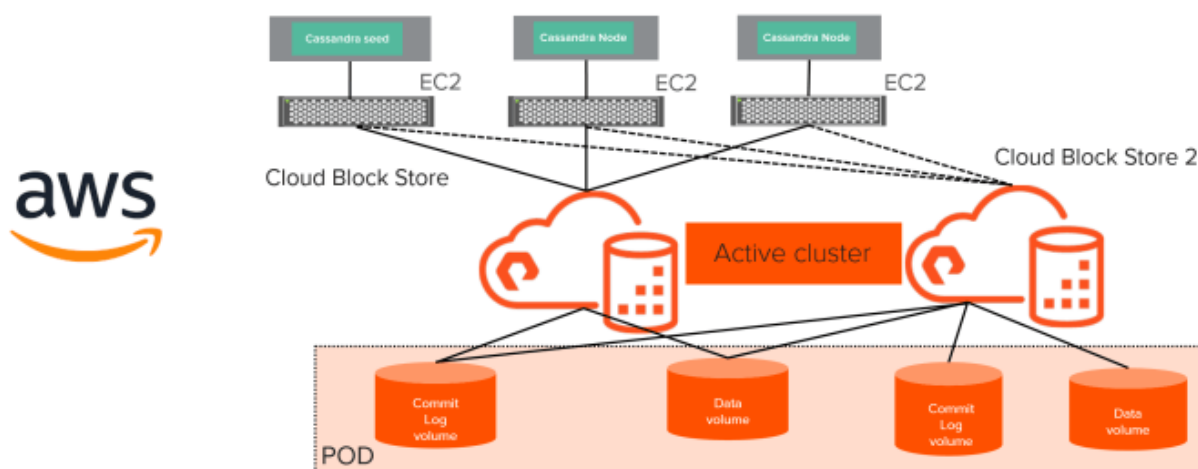 Cassandra seed
Cassandra Node
Cassandra Node
EC2
EC2
EC2
Cloud Block Store
Cloud Block Store 2
aws
Active cluster
Commit
Log
volume
Data
volume
Commit
Log
volume
Data
volume
POD